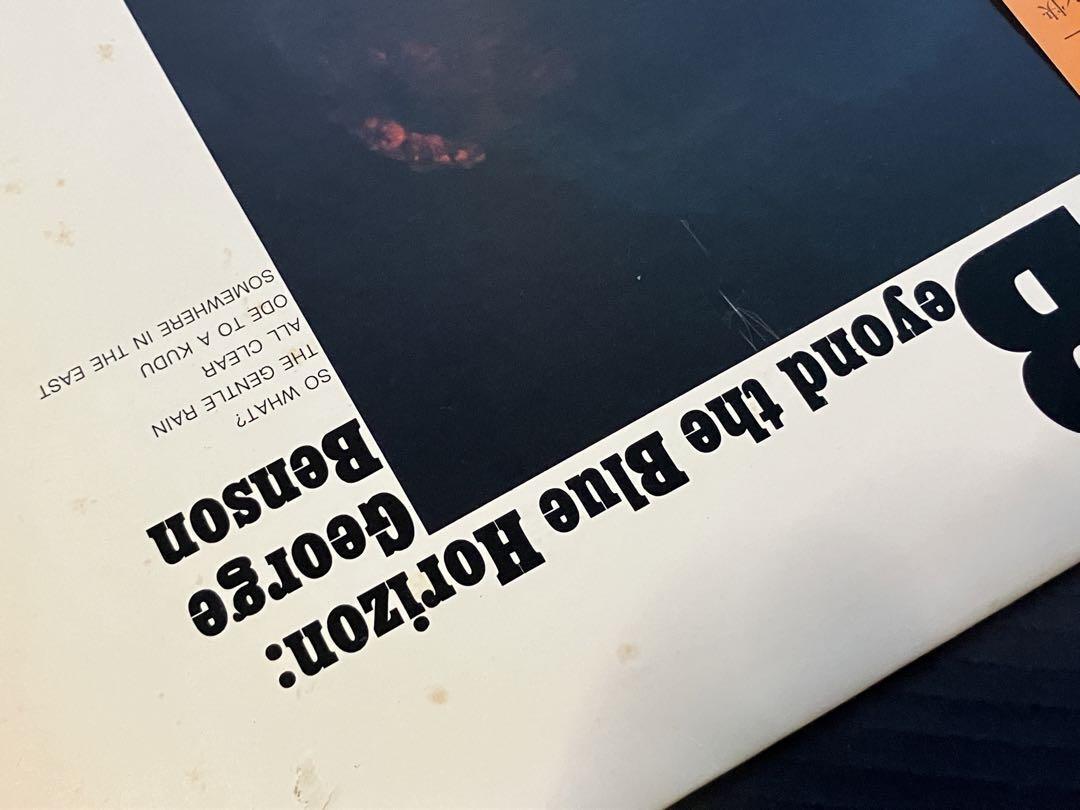 Beyond the Blue Horizon:
George
Benson
SO WHAT?
THE GENTLE RAIN
ALL CLEAR
ODE TO A KUDU
SOMEWHERE IN THE EAST